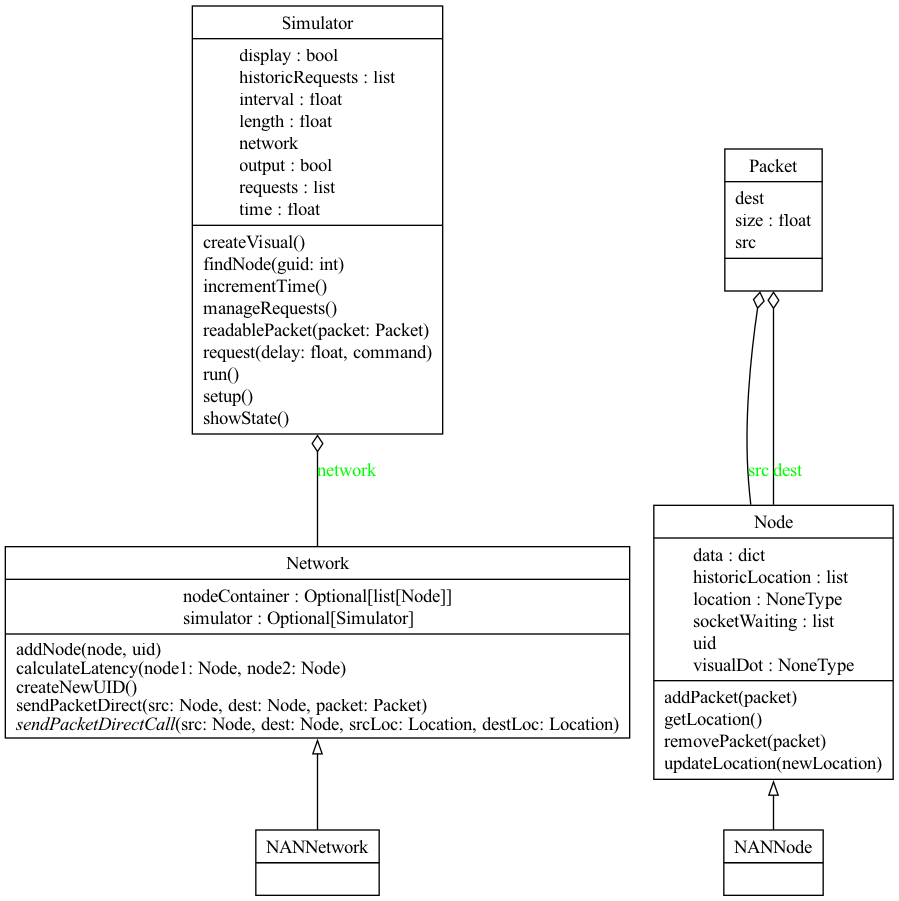 Simulator
display : bool
historicRequests : list
interval : float
length : float
network
output : bool
requests : list
time : float
createVisual()
findNode(guid: int)
incrementTime()
manageRequests()
readablePacket(packet: Packet)
request(delay: float, command)
run()
setup()
showState()
Packet
dest
size : float
src
network
src dest
Network
nodeContainer : Optional[list[Node]]
simulator : Optional[Simulator]
addNode(node, uid)
calculateLatency(node1: Node, node2: Node)
createNewUID()
sendPacketDirect(src: Node, dest: Node, packet: Packet)
sendPacketDirectCall(src: Node, dest: Node, srcLoc: Location, destLoc: Location)
Node
data : dict
historicLocation : list
location : NoneType
socketWaiting : list
uid
visualDot : NoneType
addPacket(packet)
getLocation()
removePacket(packet)
updateLocation(newLocation)
NANNetwork
NANNode